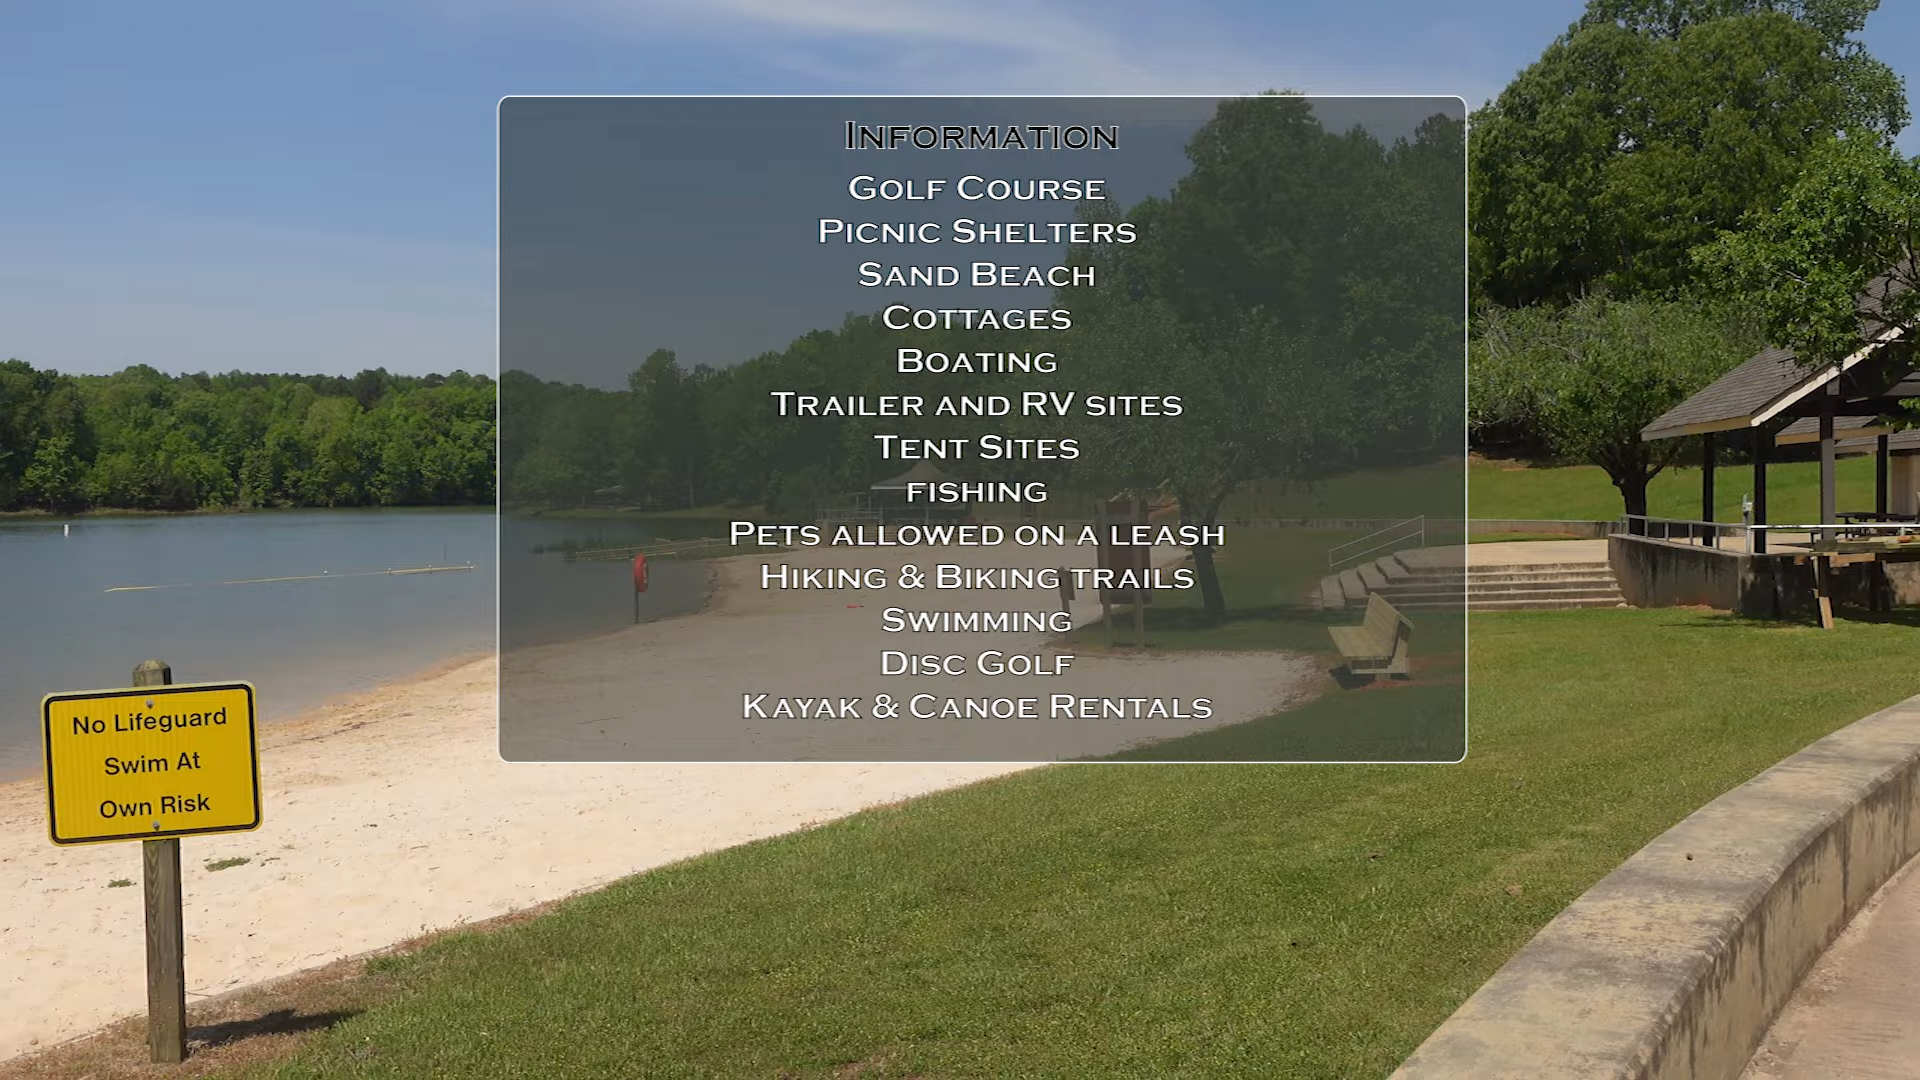 Information
Golf Course
Picnic Shelters
Sand Beach
Cottages
Boating
Trailer and RV sites
Tent Sites
fishing
Pets allowed on a leash
Hiking & Biking trails
Swimming
Disc Golf
Kayak & Canoe Rentals
No Lifeguard
Swim At
Own Risk